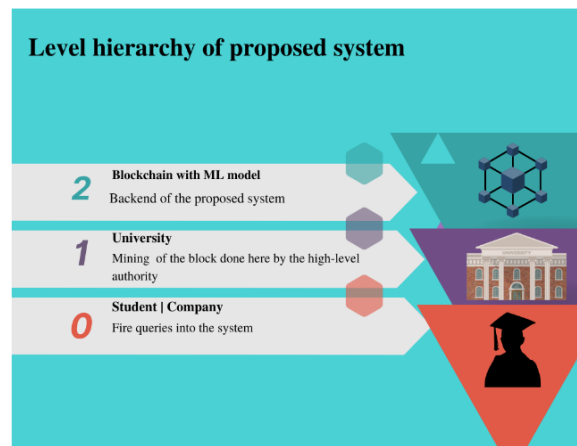 Level hierarchy of proposed system
2
Blockchain with ML model
Backend of the proposed system
1
University
Mining of the block done here by the high-level
authority
0
Student | Company
Fire queries into the system
UNIVERSITY